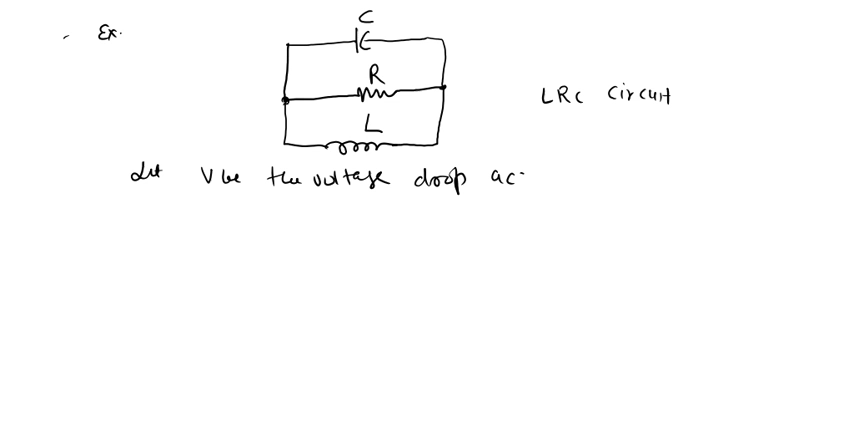 Ex.
C
R
LRC circuit
L
Let V be the voltage drop ac